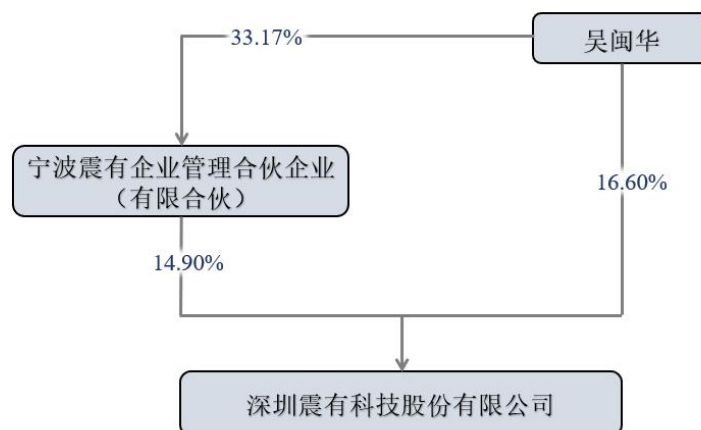 33.17%
吴闽华
宁波震有企业管理合伙企业
（有限合伙）
16.60%
14.90%
深圳震有科技股份有限公司